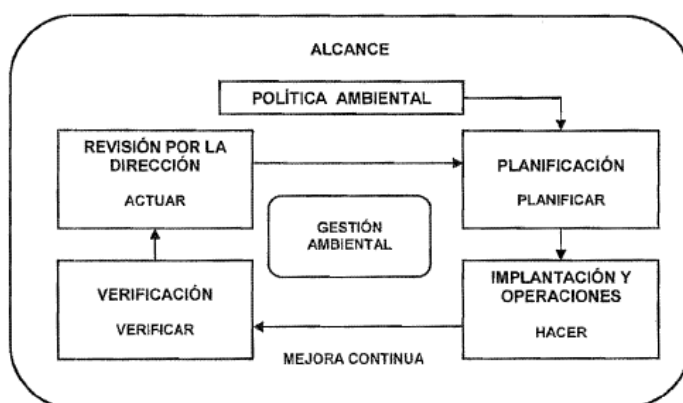 ALCANCE
POLÍTICA AMBIENTAL
REVISIÓN POR LA
DIRECCIÓN
ACTUAR
PLANIFICACIÓN
PLANIFICAR
GESTIÓN
AMBIENTAL
VERIFICACIÓN
VERIFICAR
IMPLANTACIÓN Y
OPERACIONES
HACER
MEJORA CONTINUA